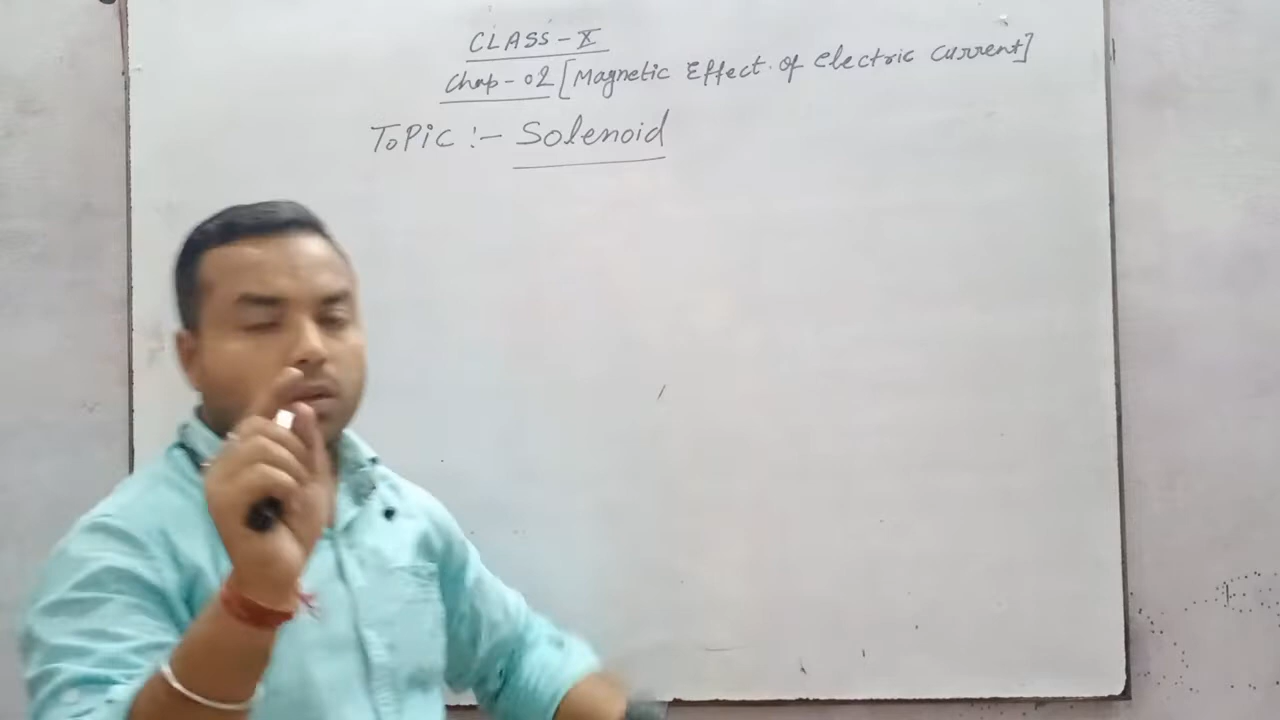 CLASS-X
Chap-02 [Magnetic Effect of electric current]
Topic :- Solenoid